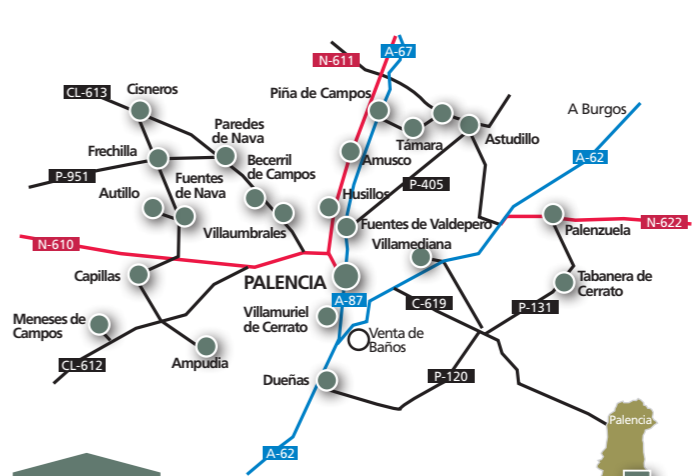 N-611
A-67
CL-613
Cisneros
Piña de Campos
A Burgos
Paredes
de Nava
Támara
Astudillo
Frechilla
Becerril
de Campos
Amusco
A-62
P-951
Fuentes
de Nava
P-405
Autillo
Husillos
Villaumbrales
Fuentes de Valdepero
Palenzuela
N-622
N-610
Villamediana
Capillas
PALENCIA
Tabanera de
Cerrato
A-87
C-619
P-131
Villamuriel
de Cerrato
Meneses de
Campos
Venta de
Baños
CL-612
Ampudia
Dueñas
P-120
Palencia
A-62